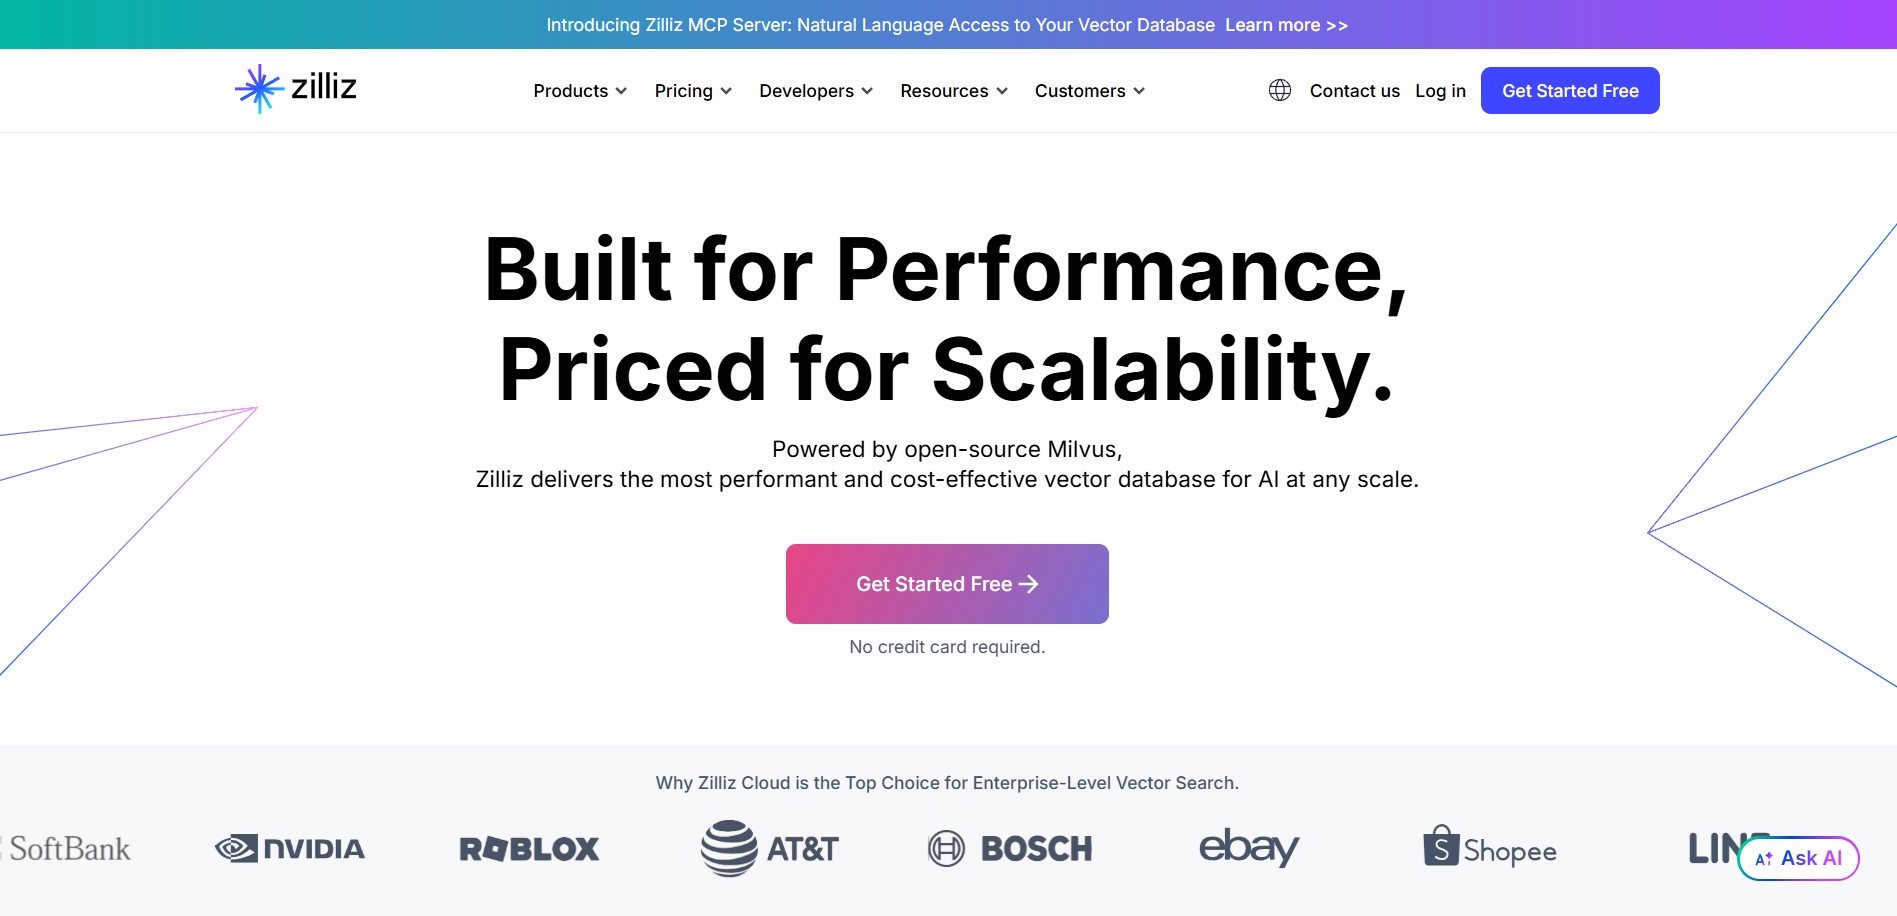 Introducing Zilliz MCP Server: Natural Language Access to Your Vector Database Learn more >>
zilliz
Products
Pricing
Developers
Resources
Customers
Contact us
Log in
Get Started Free
Built for Performance,
Priced for Scalability.
Powered by open-source Milvus,
Zilliz delivers the most performant and cost-effective vector database for AI at any scale.
Get Started Free →
No credit card required.
Why Zilliz Cloud is the Top Choice for Enterprise-Level Vector Search.
SoftBank
NVIDIA
ROBLOX
AT&T
BOSCH
ebay
Shopee
Ask AI